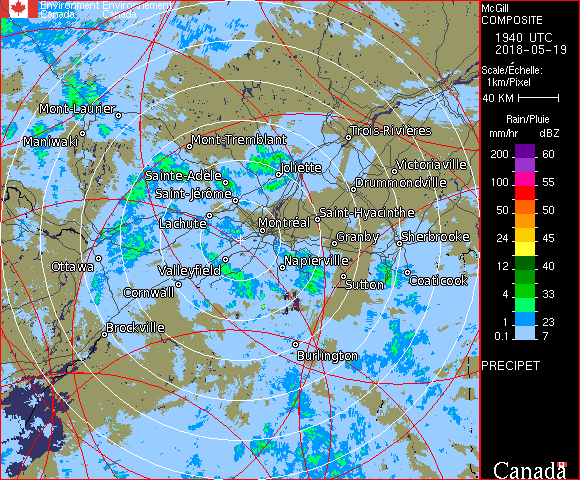 Environment Environnement
Canada Canada
McGill
COMPOSITE
1940 UTC
2018-05-19
Scale/Échelle:
1km/Pixel
40 KM
Rain/Pluie
mm/hr dBZ
200 60
100 55
50 50
24 45
12 40
4 33
1 23
0.1 7
PRECIPET
Canada
Mont-Laurier
Maniwaki
Mont-Tremblant
Trois-Rivières
Sainte-Adèle
Joliette
Victoriaville
Saint-Jérôme
Drummondville
Lachute
Montréal
Saint-Hyacinthe
Granby
Sherbrooke
Ottawa
Valleyfield
Napierville
Cornwall
Sutton
Coaticook
Brockville
Burlington